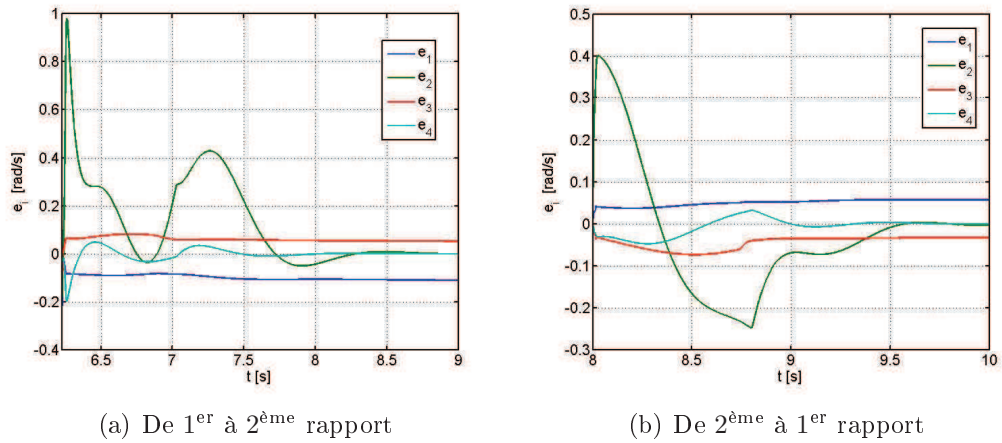 1
0.8
0.6
0.4
0.2
0
-0.2
-0.4
e_i [rad/s]
6.5
7
7.5
8
8.5
9
t [s]
e_1
e_2
e_3
e_4
(a) De 1^er à 2^ème rapport
0.5
0.4
0.3
0.2
0.1
0
-0.1
-0.2
-0.3
e_i [rad/s]
8
8.5
9
9.5
10
t [s]
e_1
e_2
e_3
e_4
(b) De 2^ème à 1^er rapport